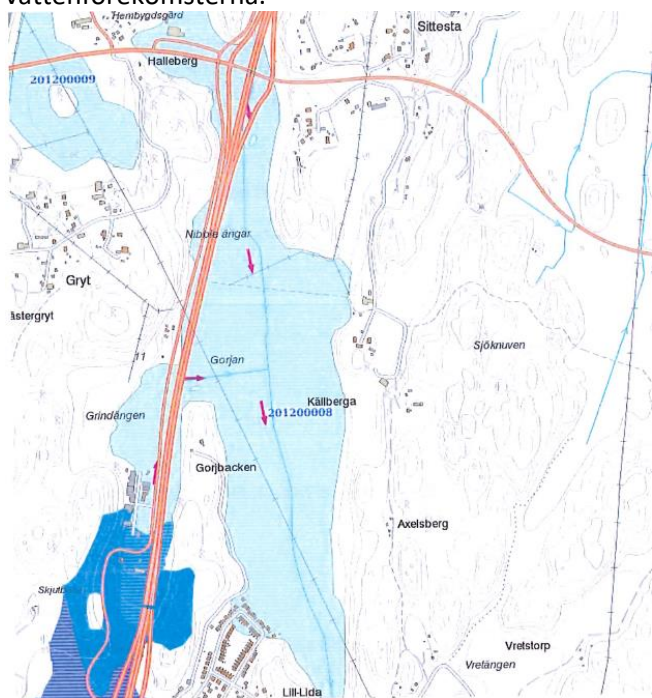 vattenförekomsterna.
Hembygdsgård
Sittesta
Halleberg
201200009
Nibble ängar
Gryt
ästergryt
11
Gorjan
Sjöknuven
Källberga
201200008
Grindängen
Gorjbacken
Axelsberg
Vretstorp
Vretängen
Lill-Lida